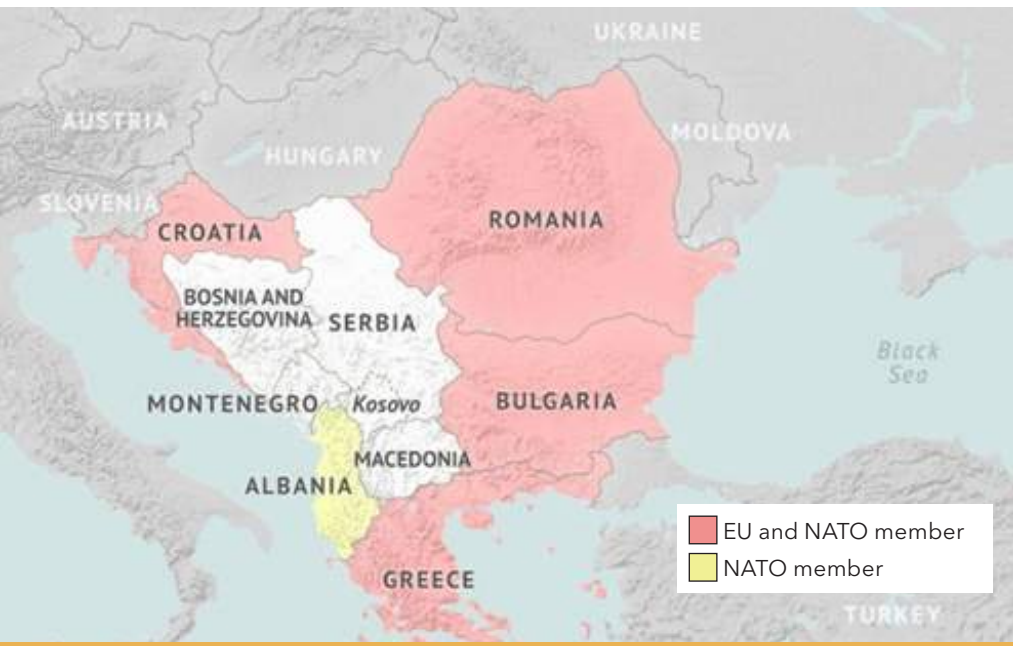 UKRAINE
AUSTRIA
MOLDOVA
HUNGARY
SLOVENIA
ROMANIA
CROATIA
BOSNIA AND
HERZEGOVINA
SERBIA
Black
Sea
MONTENEGRO
Kosovo
BULGARIA
MACEDONIA
ALBANIA
EU and NATO member
NATO member
GREECE
TURKEY